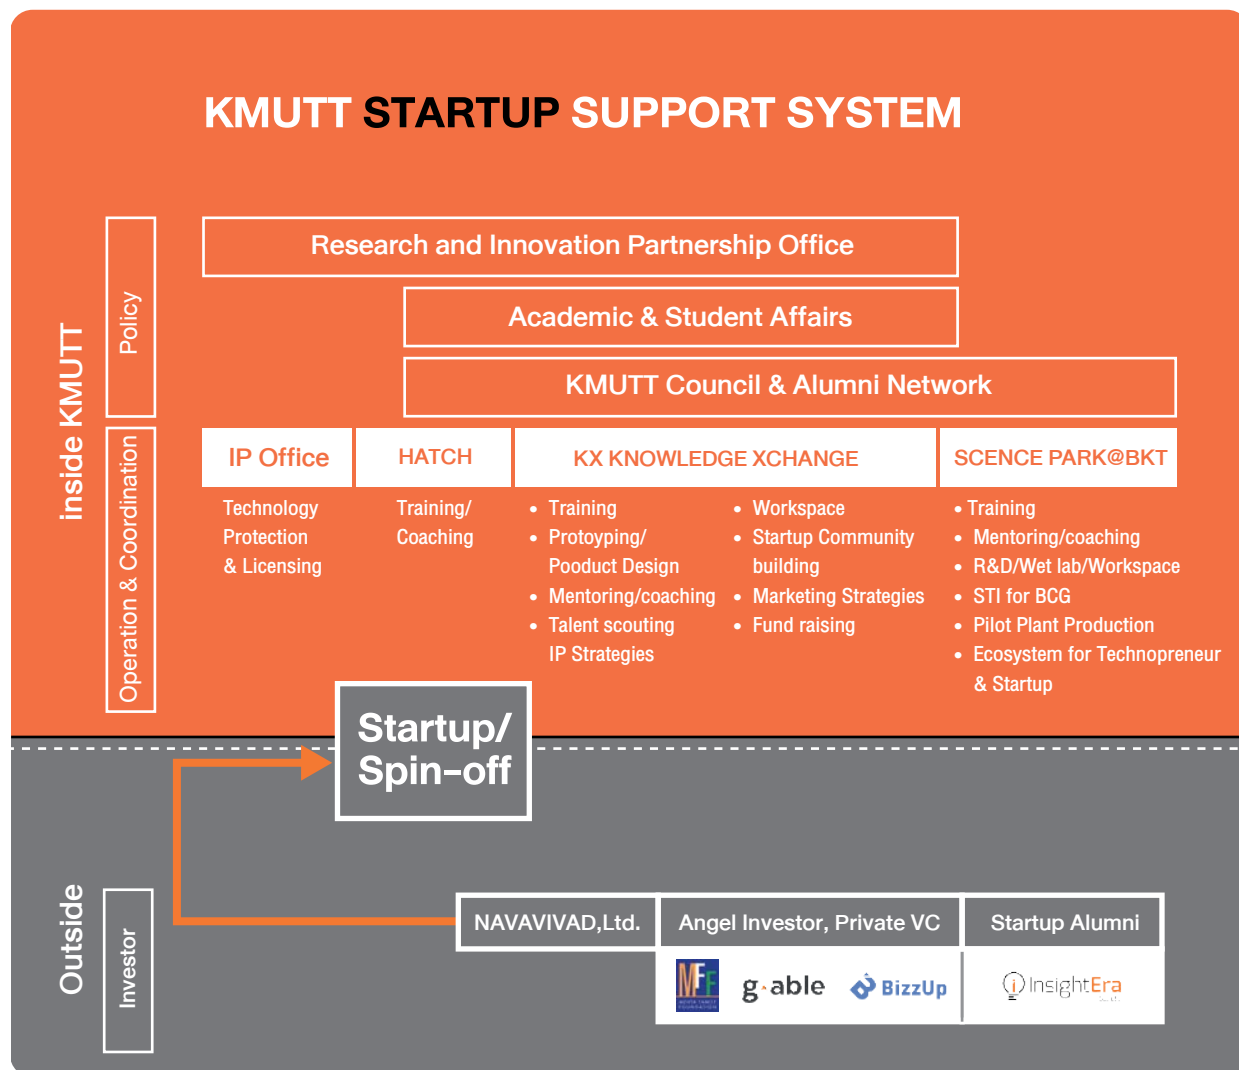 KMUTT STARTUP SUPPORT SYSTEM
inside KMUTT
Policy
Research and Innovation Partnership Office
Academic & Student Affairs
KMUTT Council & Alumni Network
Operation & Coordination
IP Office
Technology
Protection
& Licensing
HATCH
Training/
Coaching
KX KNOWLEDGE XCHANGE
• Training
• Protoyping/
Pooduct Design
• Mentoring/coaching
• Talent scouting
IP Strategies
• Workspace
• Startup Community
building
• Marketing Strategies
• Fund raising
SCENCE PARK@BKT
• Training
• Mentoring/coaching
• R&D/Wet lab/Workspace
• STI for BCG
• Pilot Plant Production
• Ecosystem for Technopreneur
& Startup
Startup/
Spin-off
Outside
Investor
NAVAVIVAD,Ltd.
Angel Investor, Private VC
Startup Alumni
MFF
g·able
BizzUp
InsightEra